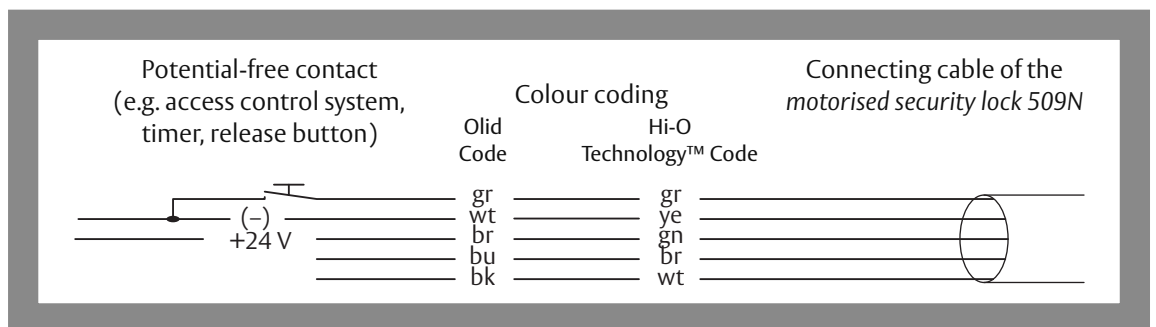 Potential-free contact
(e.g. access control system,
timer, release button)
Colour coding
Olid
Code
Hi-O
Technology™ Code
Connecting cable of the
motorised security lock 509N
gr gr
(–) wt ye
+24 V br gn
bu br
bk wt